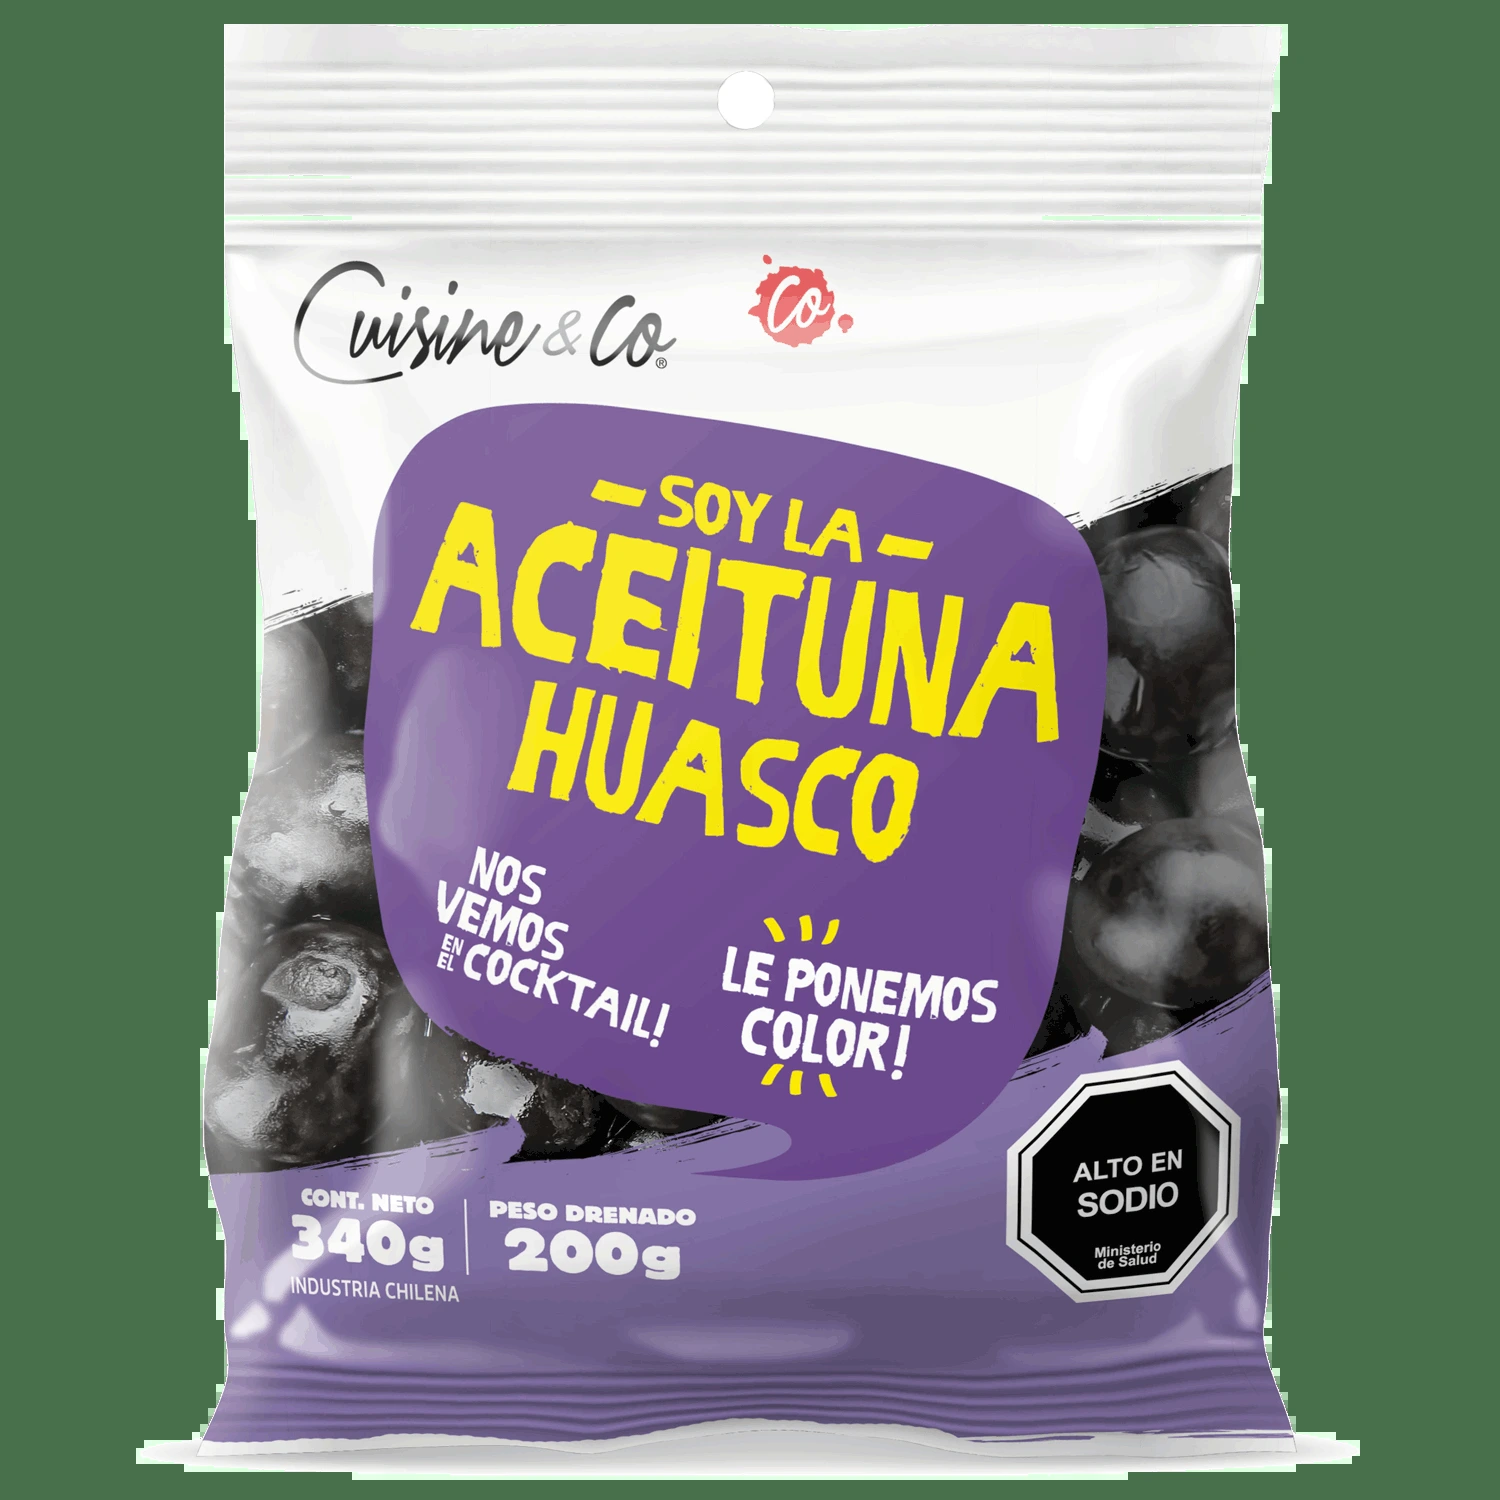 Cuisine & Co®
Co
SOY LA
ACEITUNA
HUASCO
NOS
VEMOS
EN EL COCKTAIL!
LE PONEMOS
COLOR!
CONT. NETO
340g
PESO DRENADO
200g
INDUSTRIA CHILENA
ALTO EN
SODIO
Ministerio
de Salud